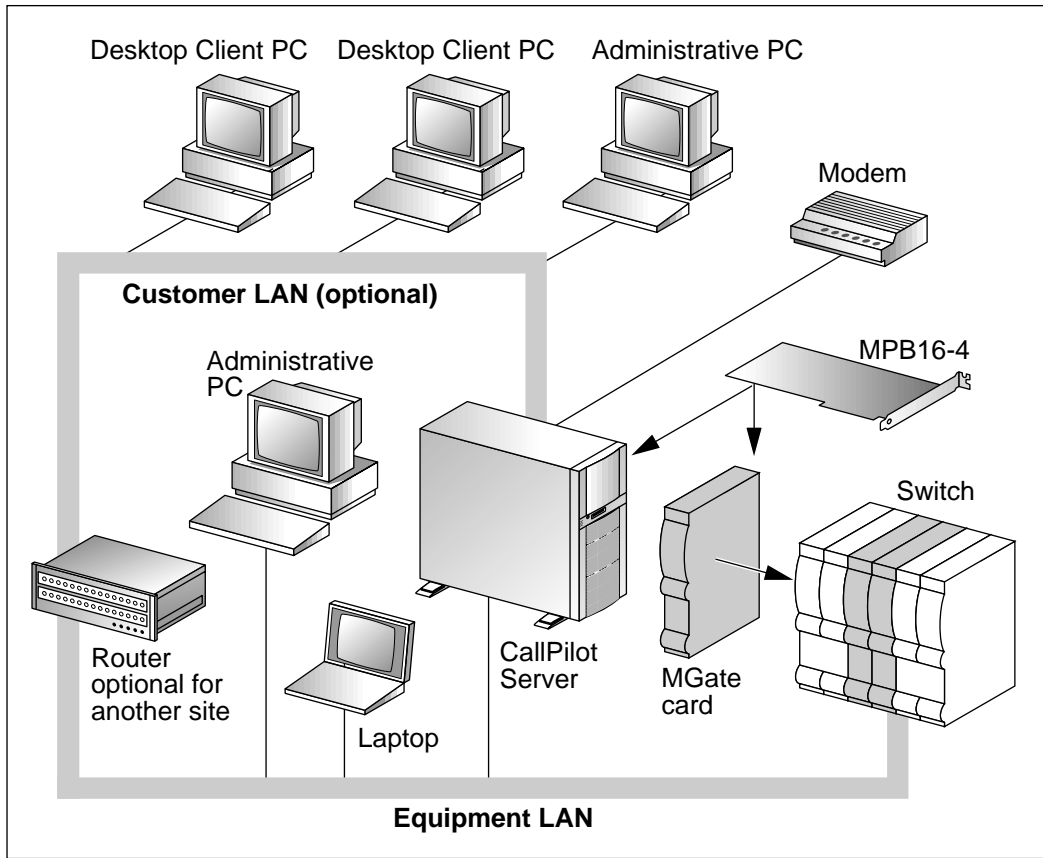 Desktop Client PC
Desktop Client PC
Administrative PC
Modem
Customer LAN (optional)
MPB16-4
Administrative
PC
Switch
Router
optional for
another site
Laptop
CallPilot
Server
MGate
card
Equipment LAN